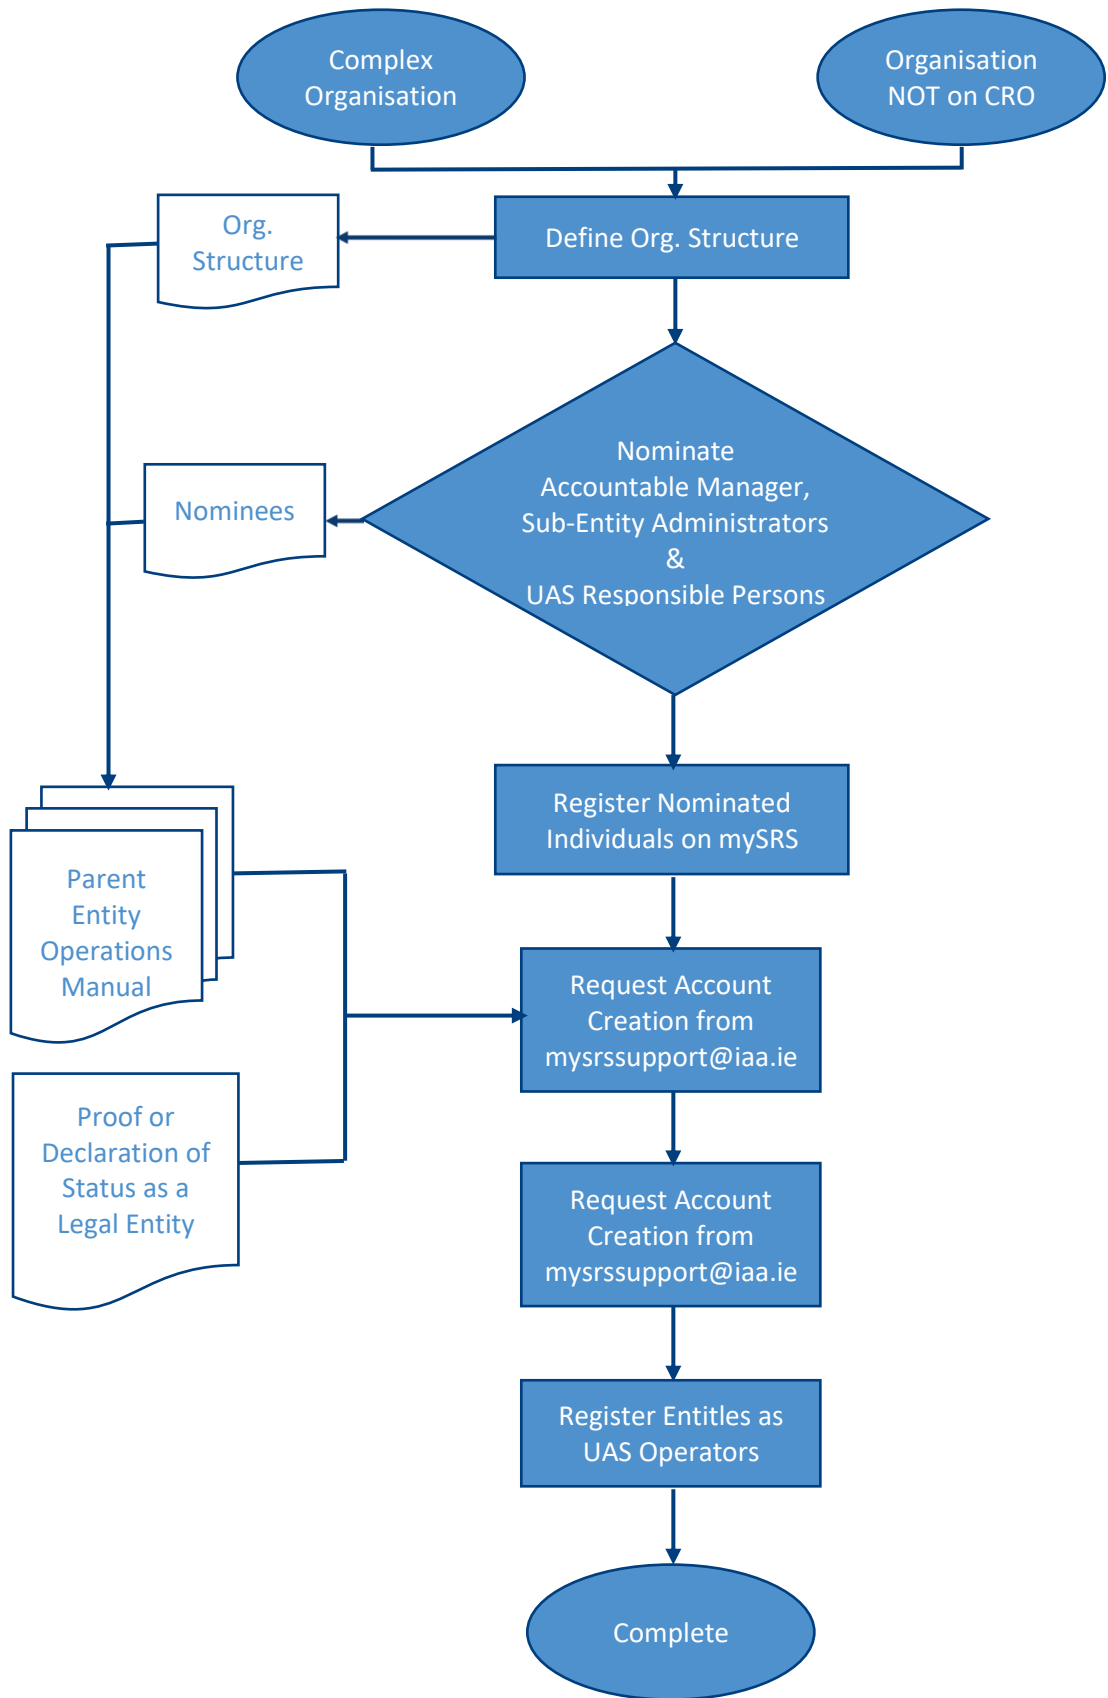 Complex
Organisation
Organisation
NOT on CRO
Org.
Structure
Define Org. Structure
Nominate
Accountable Manager,
Sub-Entity Administrators
&
UAS Responsible Persons
Nominees
Register Nominated
Individuals on mySRS
Parent
Entity
Operations
Manual
Request Account
Creation from
mysrssupport@iaa.ie
Proof or
Declaration of
Status as a
Legal Entity
Request Account
Creation from
mysrssupport@iaa.ie
Register Entitles as
UAS Operators
Complete